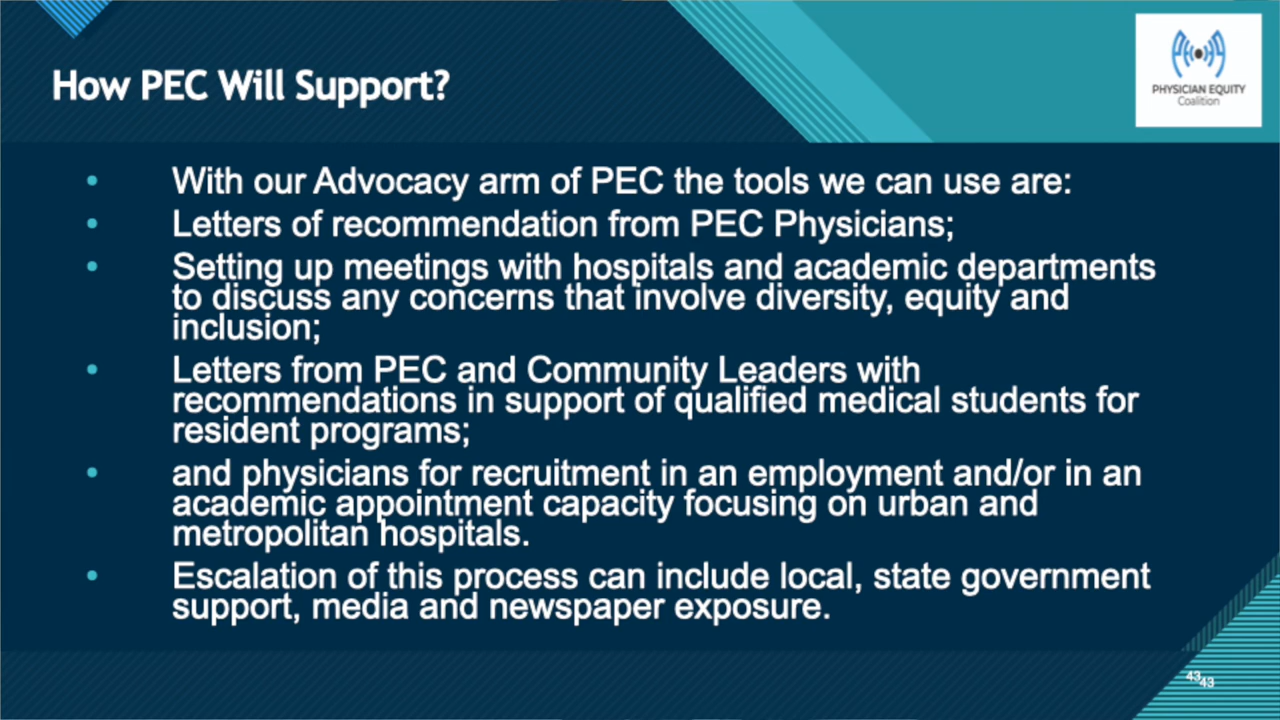 How PEC Will Support?
PHYSICIAN EQUITY
Coalition
• With our Advocacy arm of PEC the tools we can use are:
• Letters of recommendation from PEC Physicians;
• Setting up meetings with hospitals and academic departments
to discuss any concerns that involve diversity, equity and
inclusion;
• Letters from PEC and Community Leaders with
recommendations in support of qualified medical students for
resident programs;
• and physicians for recruitment in an employment and/or in an
academic appointment capacity focusing on urban and
metropolitan hospitals.
• Escalation of this process can include local, state government
support, media and newspaper exposure.
43
43